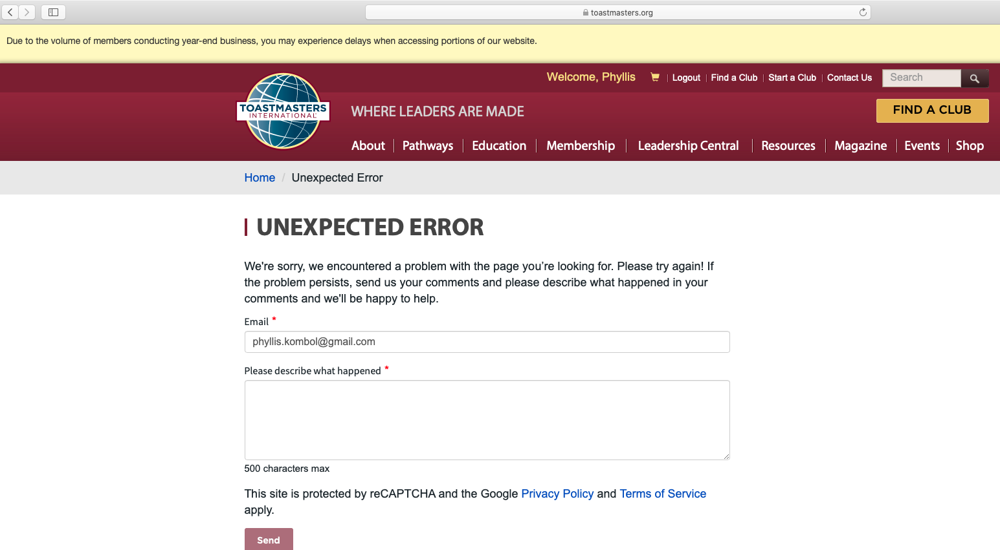 toastmasters.org
Due to the volume of members conducting year-end business, you may experience delays when accessing portions of our website.
Welcome, Phyllis
Logout
Find a Club
Start a Club
Contact Us
Search
TOASTMASTERS
INTERNATIONAL
WHERE LEADERS ARE MADE
FIND A CLUB
About
Pathways
Education
Membership
Leadership Central
Resources
Magazine
Events
Shop
Home / Unexpected Error
UNEXPECTED ERROR
We're sorry, we encountered a problem with the page you’re looking for. Please try again! If
the problem persists, send us your comments and please describe what happened in your
comments and we'll be happy to help.
Email *
phyllis.kombol@gmail.com
Please describe what happened *
500 characters max
This site is protected by reCAPTCHA and the Google Privacy Policy and Terms of Service
apply.
Send